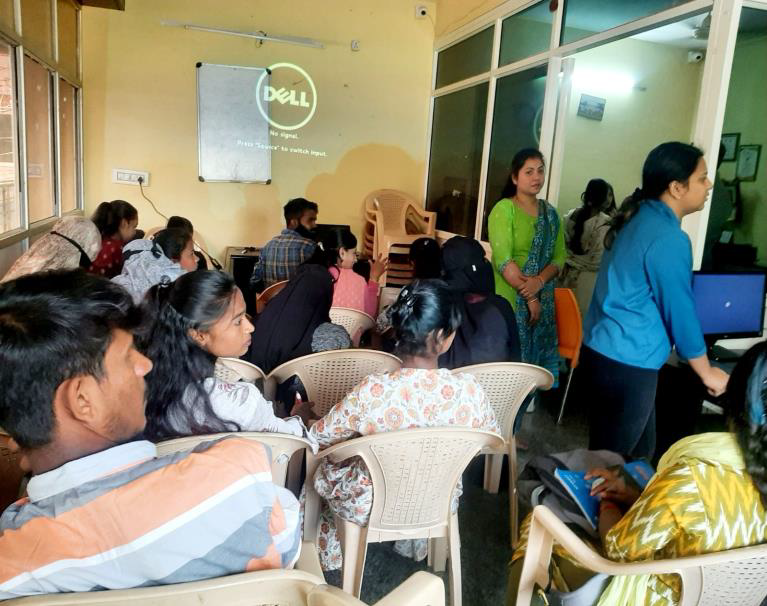 DELL
No signal.
Press "Source" to switch input.